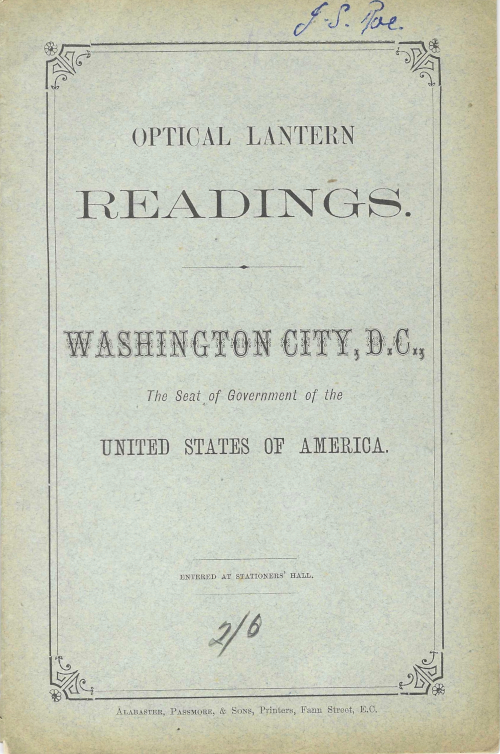 J. S. Roe.
OPTICAL LANTERN
READINGS.
WASHINGTON CITY, D.C.,
The Seat of Government of the
UNITED STATES OF AMERICA.
ENTERED AT STATIONERS' HALL.
2/6
ALABASTER, PASSMORE, & SONS, Printers, Fann Street, E.C.